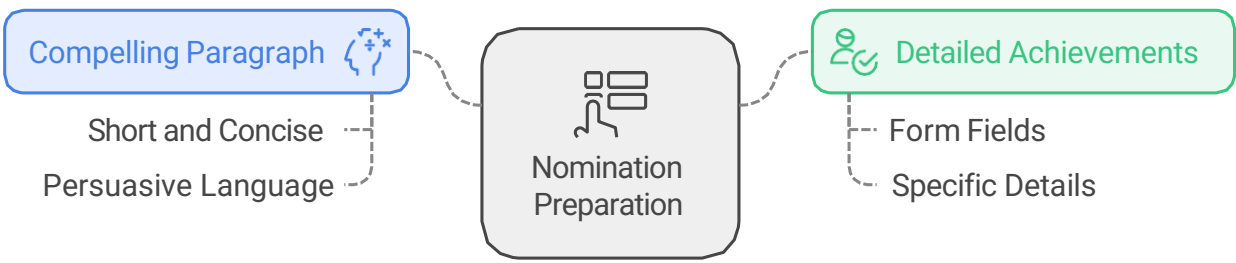 Compelling Paragraph
Short and Concise
Persuasive Language
Nomination
Preparation
Detailed Achievements
Form Fields
Specific Details